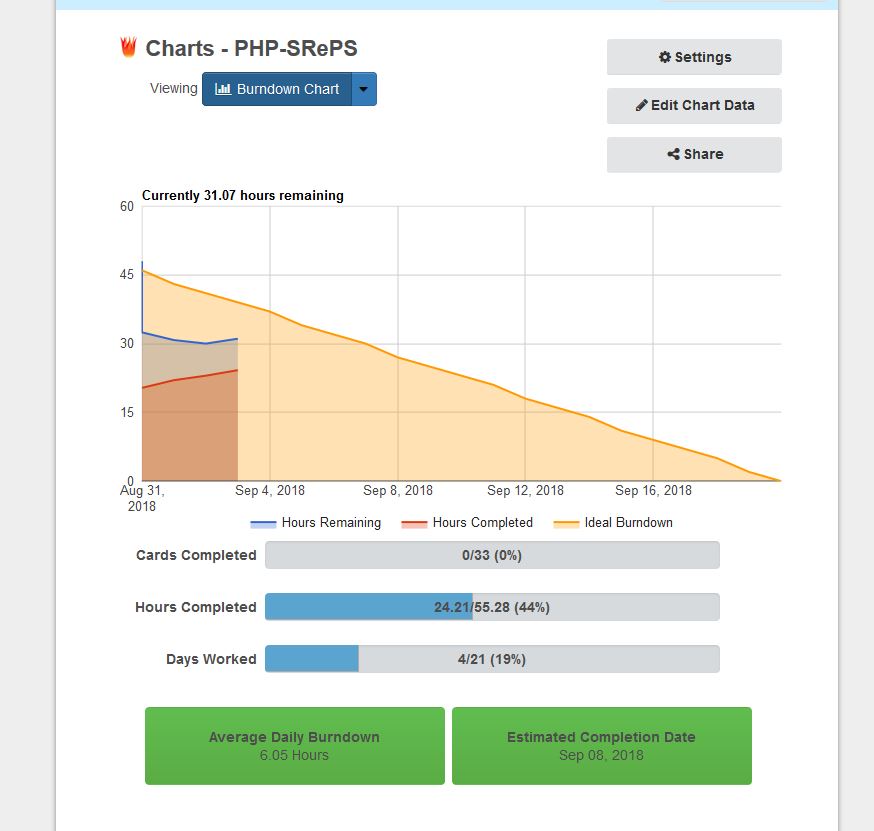 Charts - PHP-SRePS
Viewing
Burndown Chart
Settings
Edit Chart Data
Share
Currently 31.07 hours remaining
60
45
30
15
0
Aug 31,
2018
Sep 4, 2018
Sep 8, 2018
Sep 12, 2018
Sep 16, 2018
Hours Remaining
Hours Completed
Ideal Burndown
Cards Completed
0/33 (0%)
Hours Completed
24.21/55.28 (44%)
Days Worked
4/21 (19%)
Average Daily Burndown
6.05 Hours
Estimated Completion Date
Sep 08, 2018